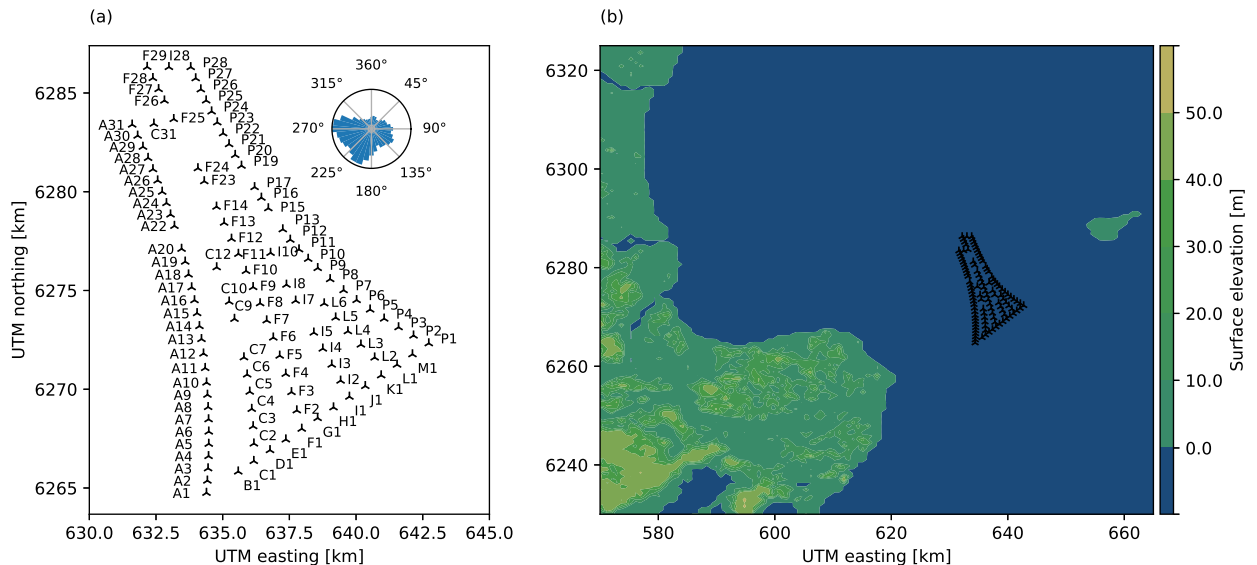 (a)
(b)
F29 I28
P28
F28
P27
F27
P26
F26
P25
P24
F25
P23
A31
C31
P22
A30
P21
A29
P20
A28
P19
A27
F24
A26
F23
P17
A25
P16
A24
F14
P15
A23
F13
P13
A22
F12
P12
P11
A20
C12
F11
I10
P10
A19
F10
P9
A18
P8
A17
C10
F9
I8
P7
A16
C9
F8
I7
L6
P6
A15
P5
F7
L5
P4
A14
I5
L4
P3
A13
F6
P2
P1
A12
C7
F5
I4
L3
A11
C6
F4
I3
L2
M1
A10
C5
F3
I2
L1
A9
K1
A8
C4
F2
J1
A7
C3
I1
A6
H1
A5
C2
G1
A4
F1
A3
E1
A2
D1
A1
C1
B1
360°
315°
45°
270°
90°
225°
135°
180°
6285
6280
6275
6270
6265
630.0 632.5 635.0 637.5 640.0 642.5 645.0
UTM easting [km]
UTM northing [km]
6320
6300
6280
6260
6240
580 600 620 640 660
UTM easting [km]
50.0
40.0
30.0
20.0
10.0
0.0
Surface elevation [m]